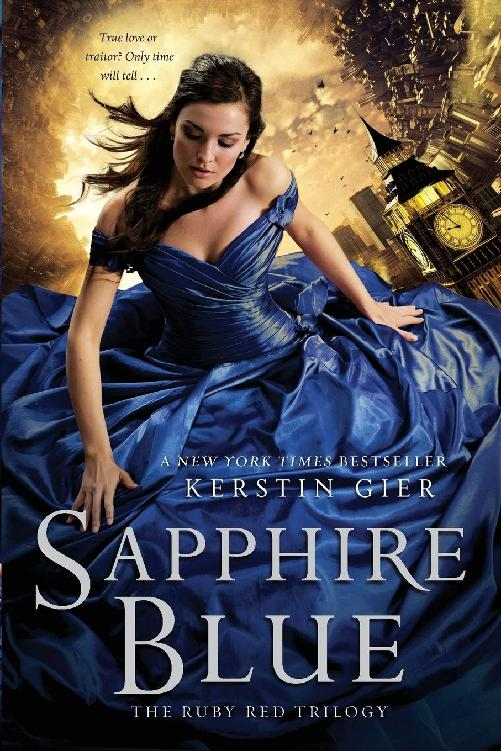 True love or
traitor? Only time
will tell . . .
A NEW YORK TIMES BESTSELLER
KERSTIN GIER
SAPPHIRE
BLUE
THE RUBY RED TRILOGY